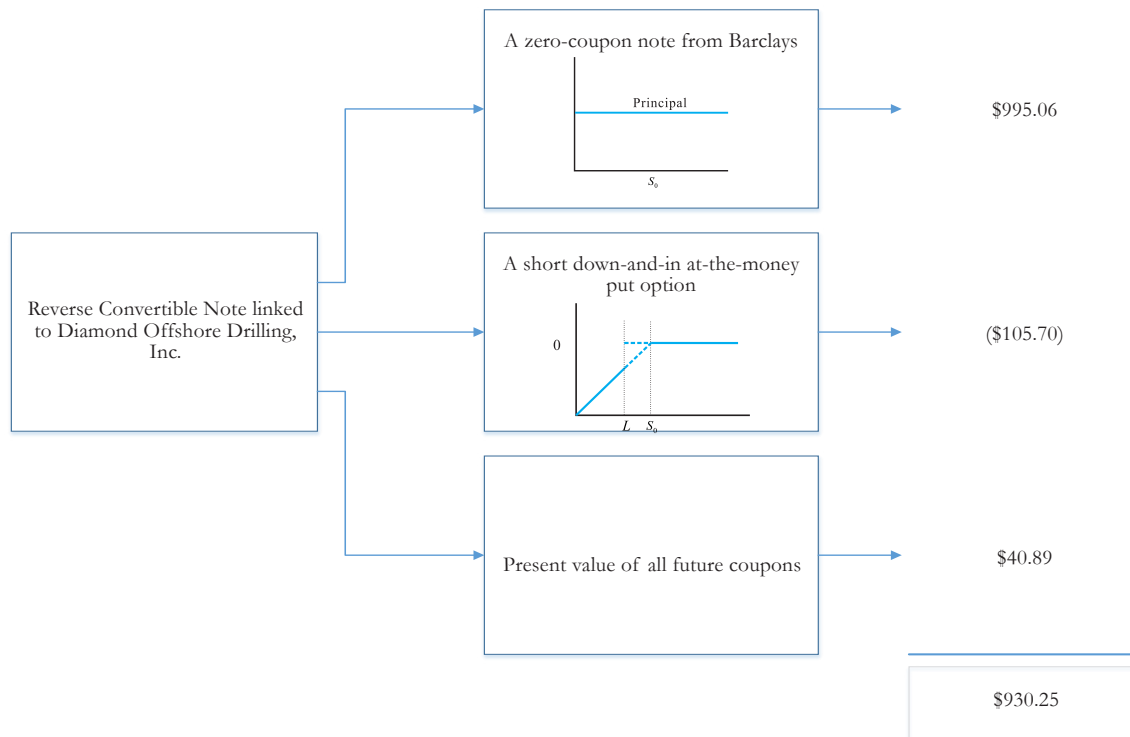 A zero-coupon note from Barclays
Principal
S₀
$995.06
Reverse Convertible Note linked
to Diamond Offshore Drilling,
Inc.
A short down-and-in at-the-money
put option
0
L S₀
($105.70)
Present value of all future coupons
$40.89
$930.25